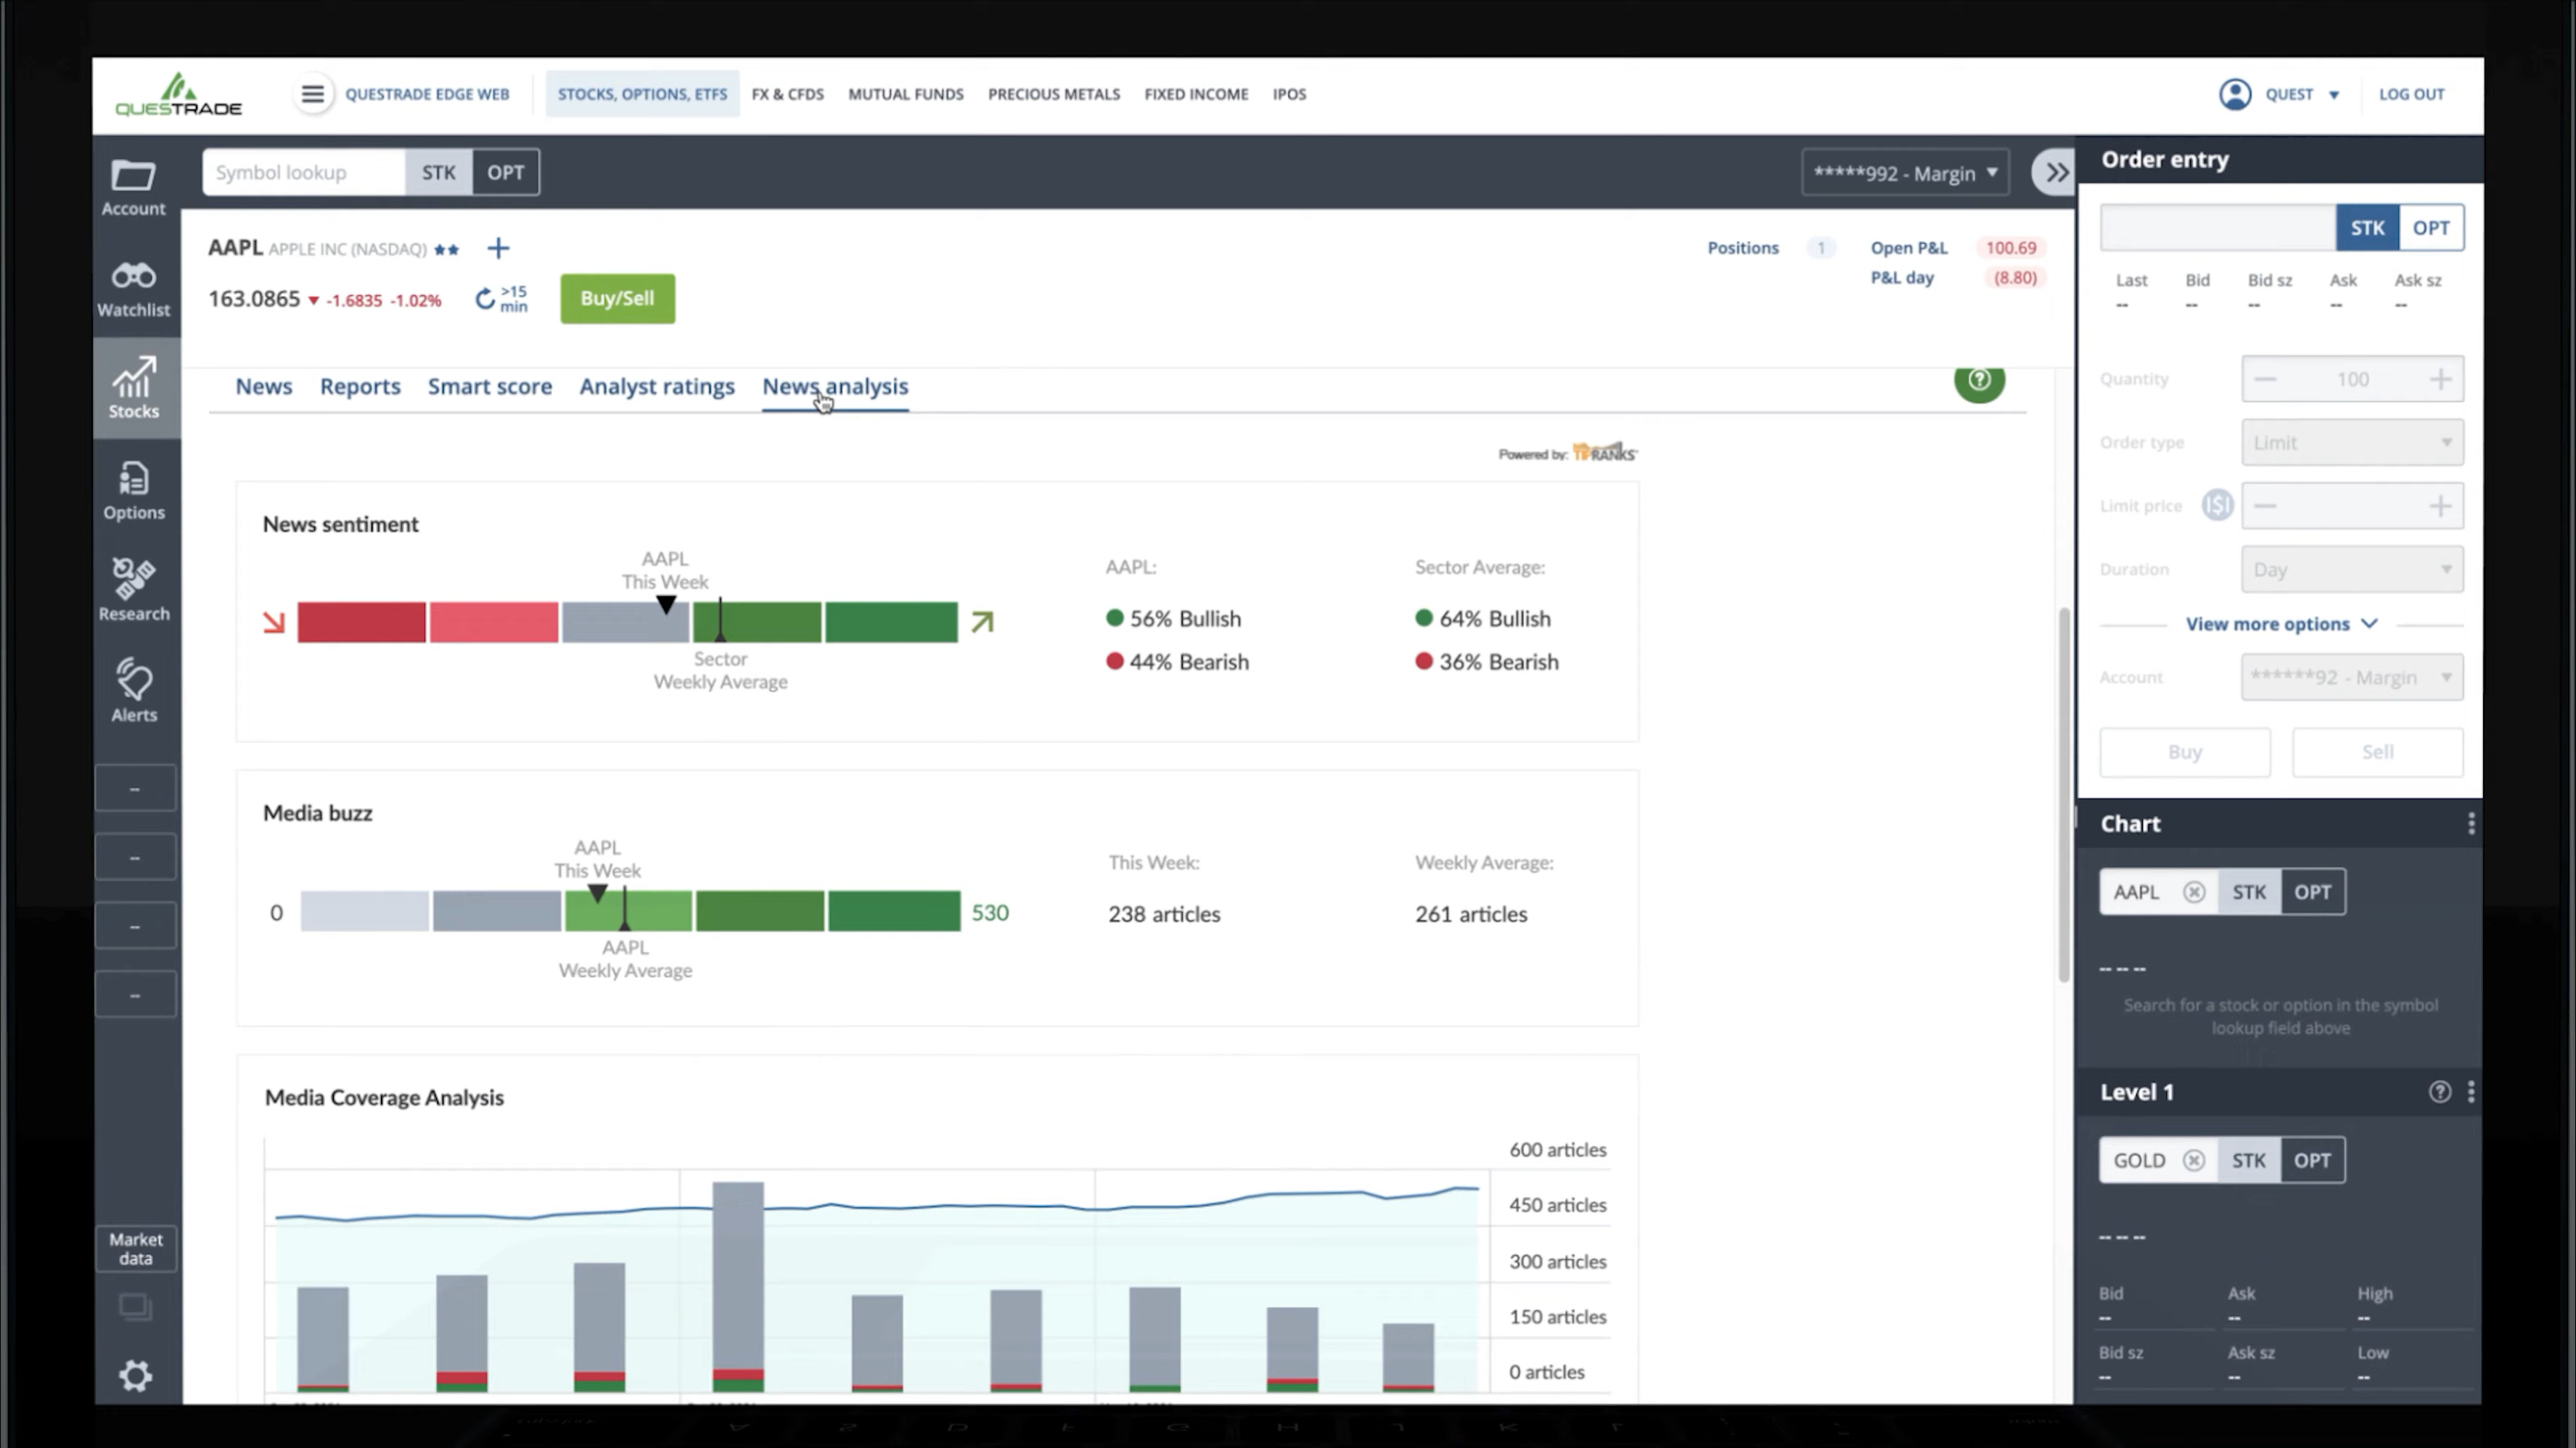 QUESTRADE
QUESTRADE EDGE WEB
STOCKS, OPTIONS, ETFS
FX & CFDS
MUTUAL FUNDS
PRECIOUS METALS
FIXED INCOME
IPOS
QUEST
LOG OUT
Account
Watchlist
Stocks
Options
Research
Alerts
--
--
--
--
Market
data
Symbol lookup
STK
OPT
*****992 - Margin
AAPL APPLE INC (NASDAQ)
163.0865 -1.6835 -1.02%
>15
min
Buy/Sell
Positions 1
Open P&L 100.69
P&L day (8.80)
News
Reports
Smart score
Analyst ratings
News analysis
Powered by: TIPRANKS
News sentiment
AAPL
This Week
Sector
Weekly Average
AAPL:
56% Bullish
44% Bearish
Sector Average:
64% Bullish
36% Bearish
Media buzz
AAPL
This Week
0
530
AAPL
Weekly Average
This Week:
238 articles
Weekly Average:
261 articles
Media Coverage Analysis
600 articles
450 articles
300 articles
150 articles
0 articles
Order entry
STK
OPT
Last Bid Bid sz Ask Ask sz
-- -- -- -- --
Quantity 100
Order type Limit
Limit price
Duration Day
View more options
Account ******92 - Margin
Buy
Sell
Chart
AAPL STK OPT
-- -- --
Search for a stock or option in the symbol
lookup field above
Level 1
GOLD STK OPT
-- -- --
Bid Ask High
-- -- --
Bid sz Ask sz Low
-- -- --